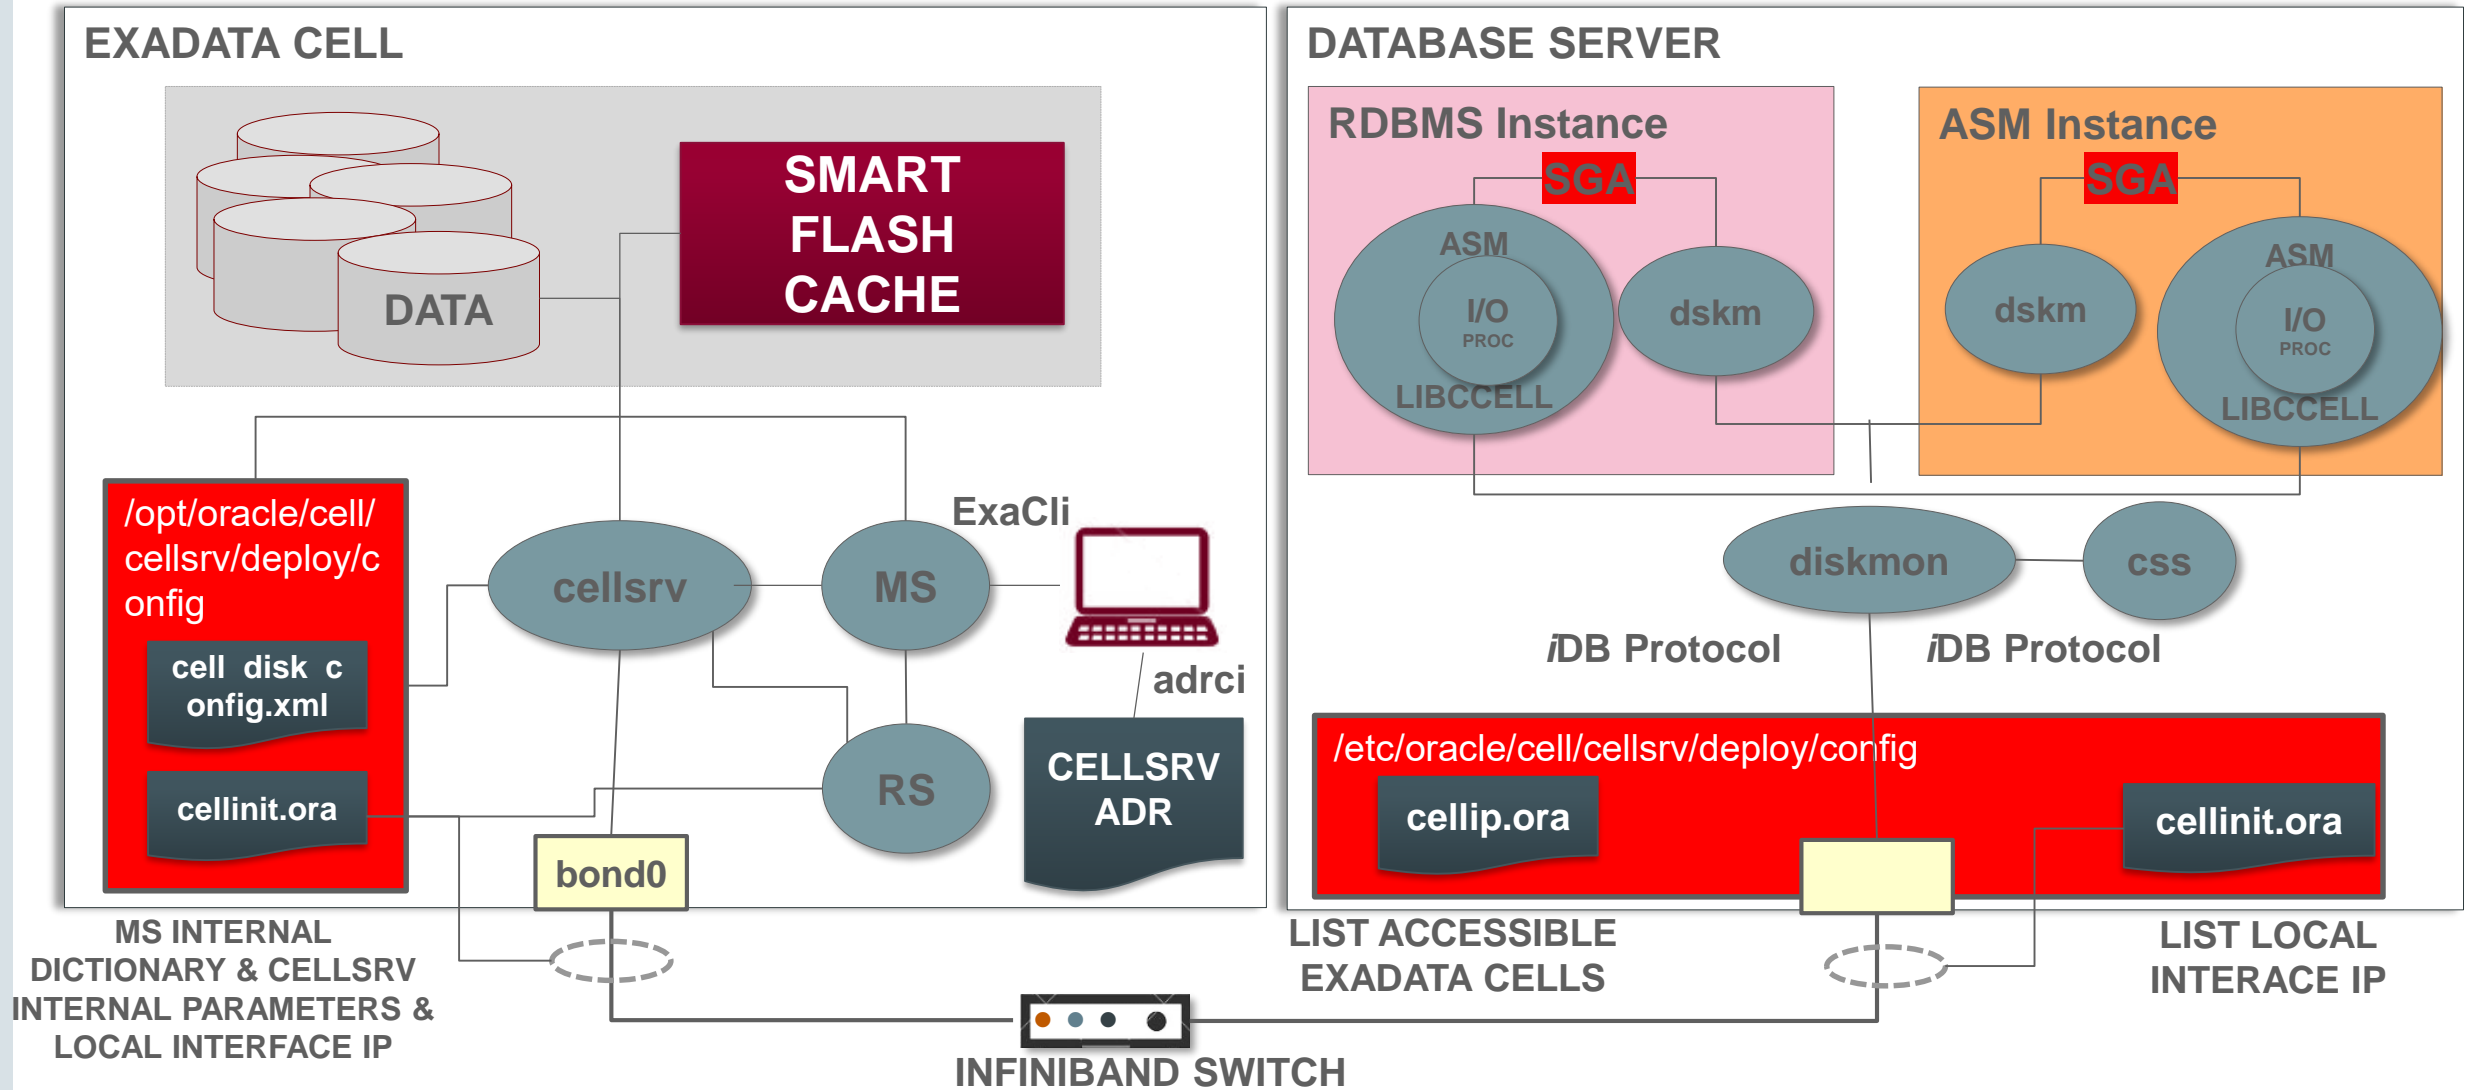 EXADATA CELL
SMART
FLASH
CACHE
DATA
/opt/oracle/cell/
cellsrv/deploy/c
onfig
cell_disk_c
onfig.xml
cellinit.ora
cellsrv
MS
RS
ExaCli
adrci
CELLSRV
ADR
bond0
MS INTERNAL
DICTIONARY & CELLSRV
INTERNAL PARAMETERS &
LOCAL INTERFACE IP
INFINIBAND SWITCH
DATABASE SERVER
RDBMS Instance
SGA
ASM
I/O
PROC
LIBCCELL
dskm
ASM Instance
SGA
dskm
ASM
I/O
PROC
LIBCCELL
diskmon
css
iDB Protocol
iDB Protocol
/etc/oracle/cell/cellsrv/deploy/config
cellip.ora
cellinit.ora
LIST ACCESSIBLE
EXADATA CELLS
LIST LOCAL
INTERACE IP